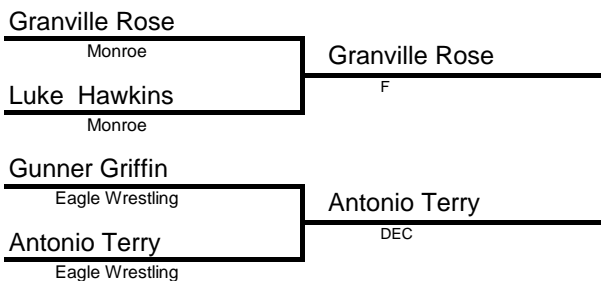 Granville Rose
Monroe
Granville Rose
F
Luke Hawkins
Monroe
Gunner Griffin
Eagle Wrestling
Antonio Terry
DEC
Antonio Terry
Eagle Wrestling